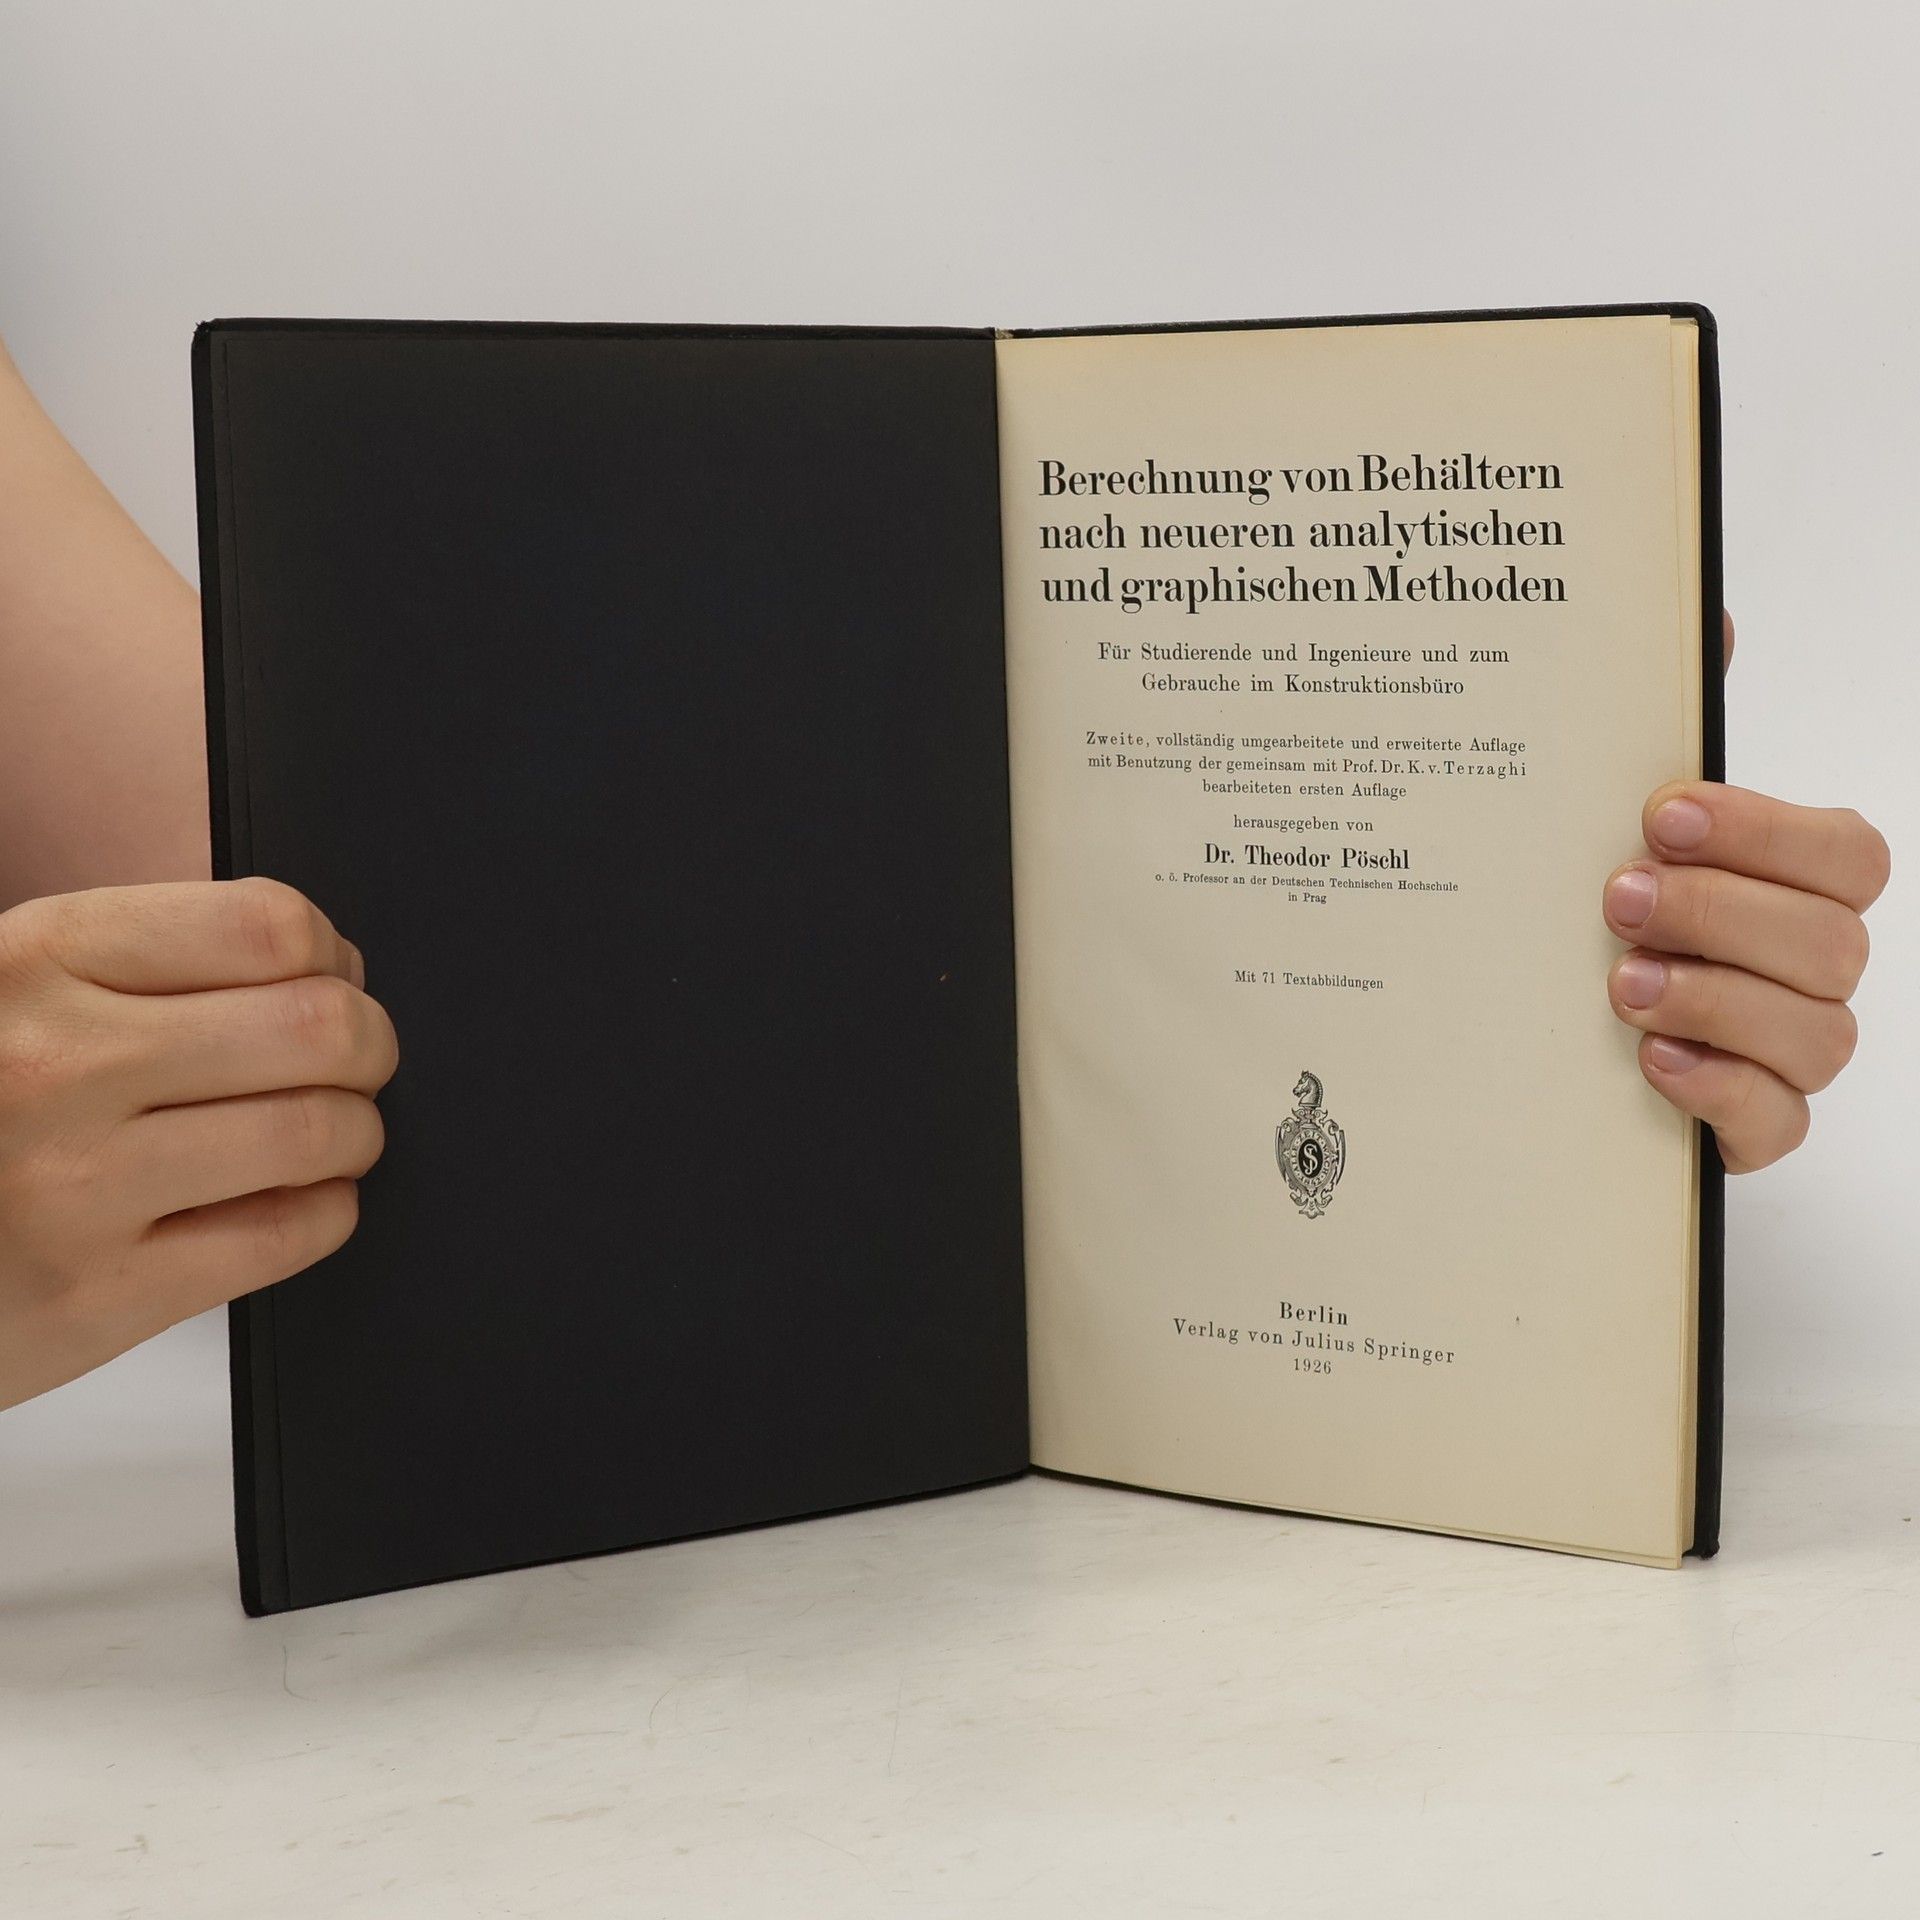 Berechnung von Behältern
nach neueren analytischen
und graphischen Methoden
Für Studierende und Ingenieure und zum
Gebrauche im Konstruktionsbüro
Zweite, vollständig umgearbeitete und erweiterte Auflage
mit Benutzung der gemeinsam mit Prof. Dr. K. v. Terzaghi
bearbeiteten ersten Auflage
herausgegeben von
Dr. Theodor Pöschl
o. ö. Professor an der Deutschen Technischen Hochschule
in Prag
Mit 71 Textabbildungen
Berlin
Verlag von Julius Springer
1926